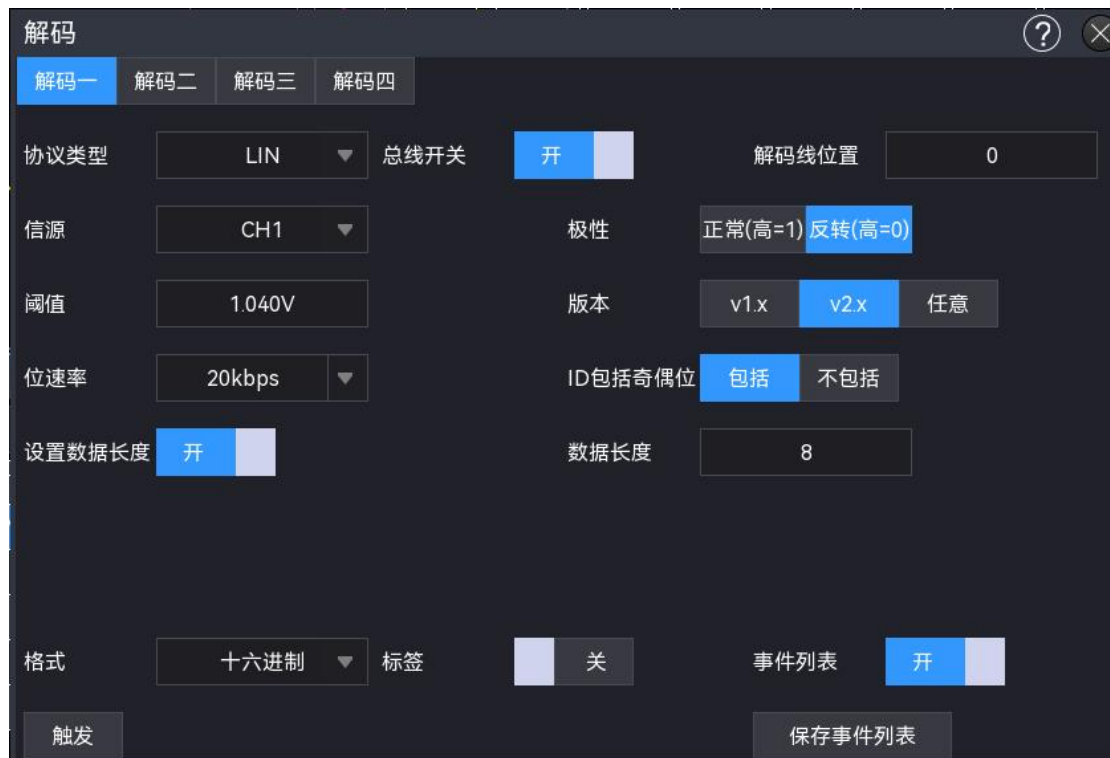 解码
解码一 解码二 解码三 解码四
协议类型 LIN 总线开关 开 解码线位置 0
信源 CH1 极性 正常(高=1) 反转(高=0)
阈值 1.040V 版本 v1.x v2.x 任意
位速率 20kbps ID包括奇偶位 包括 不包括
设置数据长度 开 数据长度 8
格式 十六进制 标签 关 事件列表 开
触发 保存事件列表